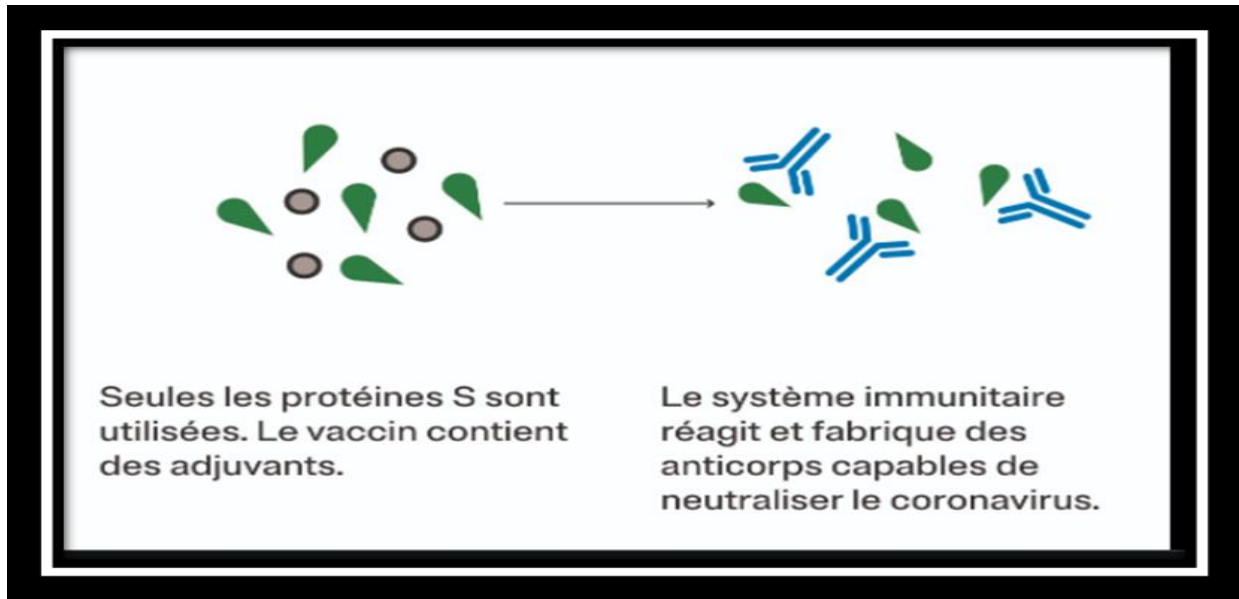 Seules les protéines S sont
utilisées. Le vaccin contient
des adjuvants.
Le système immunitaire
réagit et fabrique des
anticorps capables de
neutraliser le coronavirus.